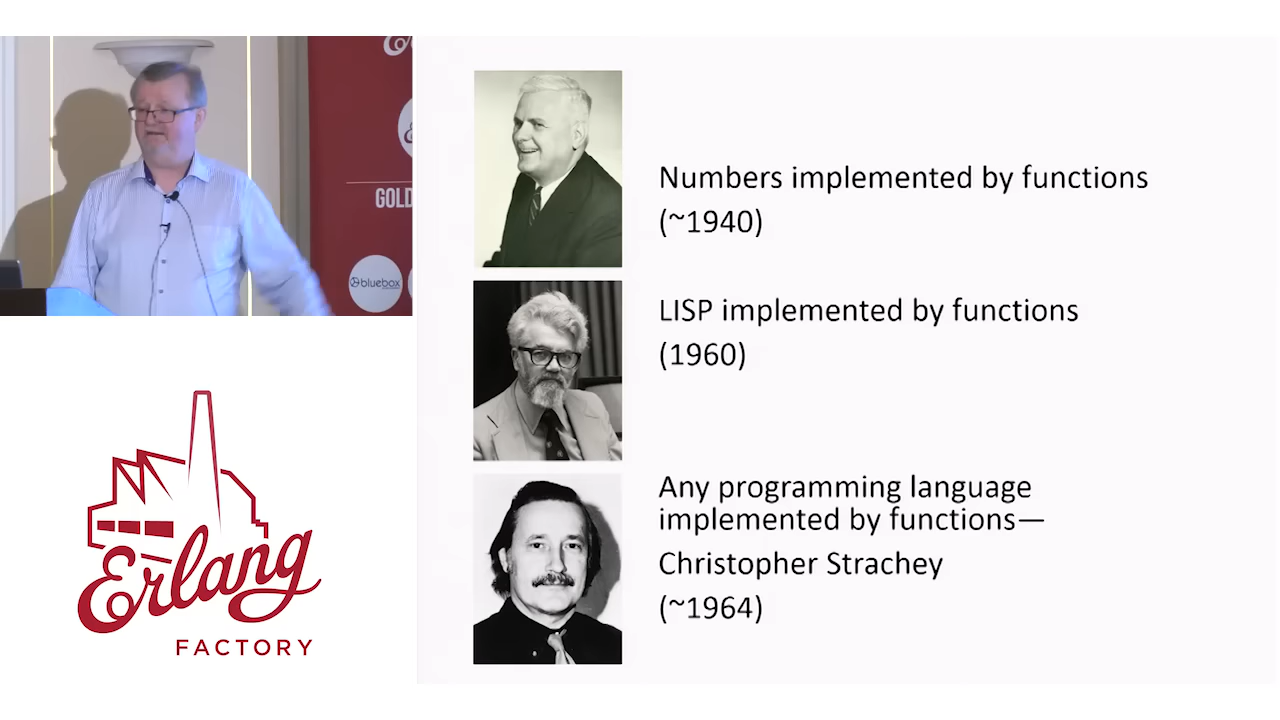 GOLD
bluebox
Erlang
FACTORY
Numbers implemented by functions
(~1940)
LISP implemented by functions
(1960)
Any programming language
implemented by functions—
Christopher Strachey
(~1964)